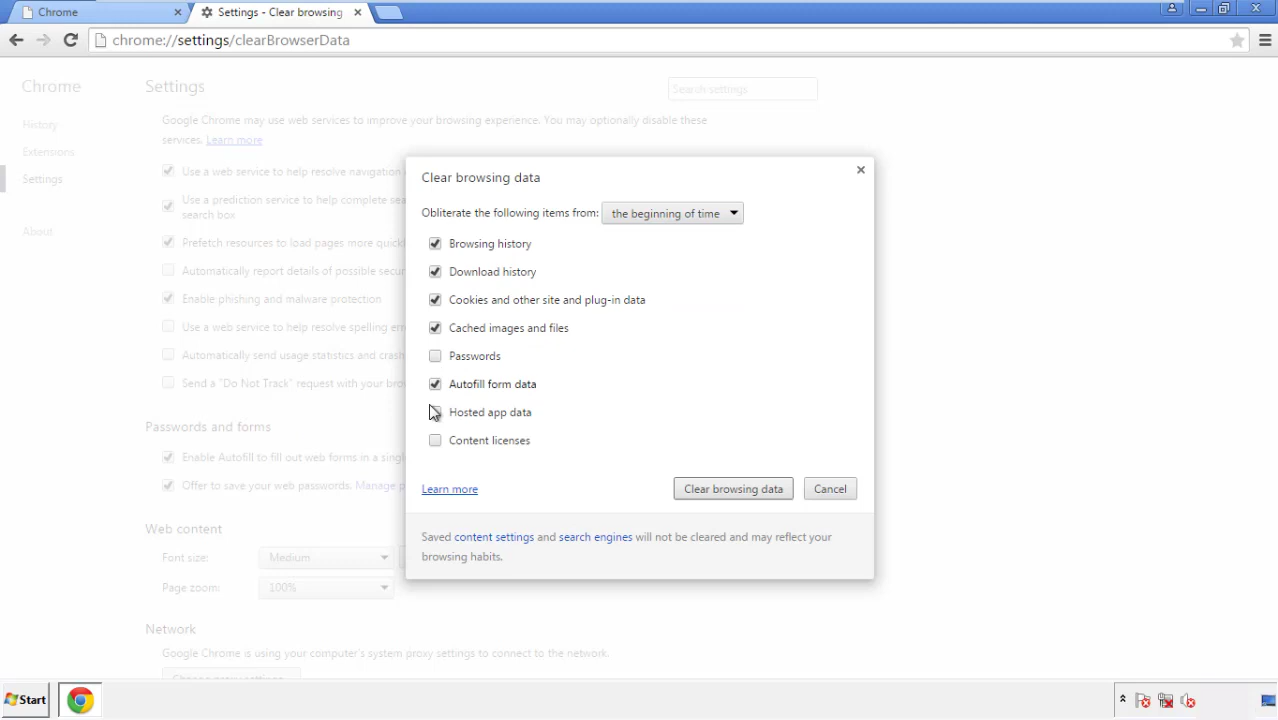 Chrome
Settings - Clear browsing
chrome://settings/clearBrowserData
Chrome
History
Extensions
Settings
About
Settings
Search settings
Google Chrome may use web services to improve your browsing experience. You may optionally disable these
services. Learn more
Use a web service to help resolve navigation
Use a prediction service to help complete
search box
Prefetch resources to load pages more quickly
Automatically report details of possible
Enable phishing and malware protection
Use a web service to help resolve spelling
Automatically send usage statistics and
Send a "Do Not Track" request with your
Passwords and forms
Enable Autofill to fill out web forms in a
Offer to save your web passwords. Manage
Web content
Font size:
Medium
Page zoom:
100%
Network
Google Chrome is using your computer's system proxy settings to connect to the network.
Clear browsing data
Obliterate the following items from: the beginning of time
Browsing history
Download history
Cookies and other site and plug-in data
Cached images and files
Passwords
Autofill form data
Hosted app data
Content licenses
Learn more
Clear browsing data
Cancel
Saved content settings and search engines will not be cleared and may reflect your
browsing habits.
Start